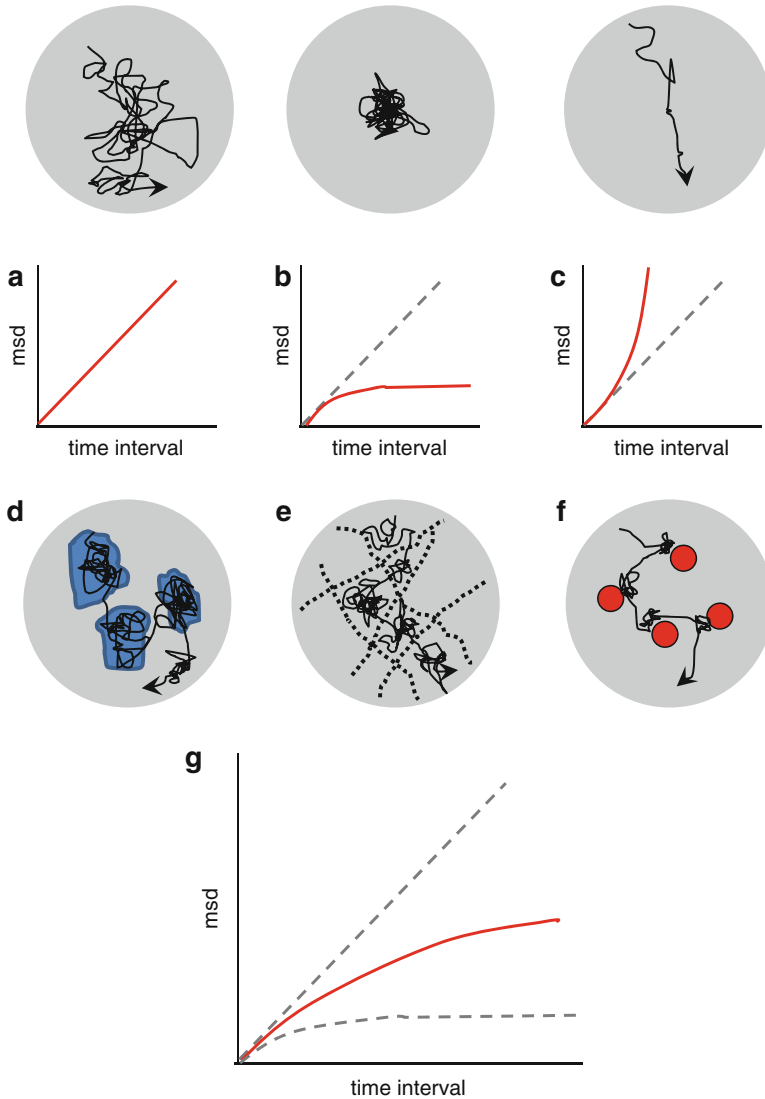 a b c
msd msd msd
time interval time interval time interval
d e f
g
msd
time interval